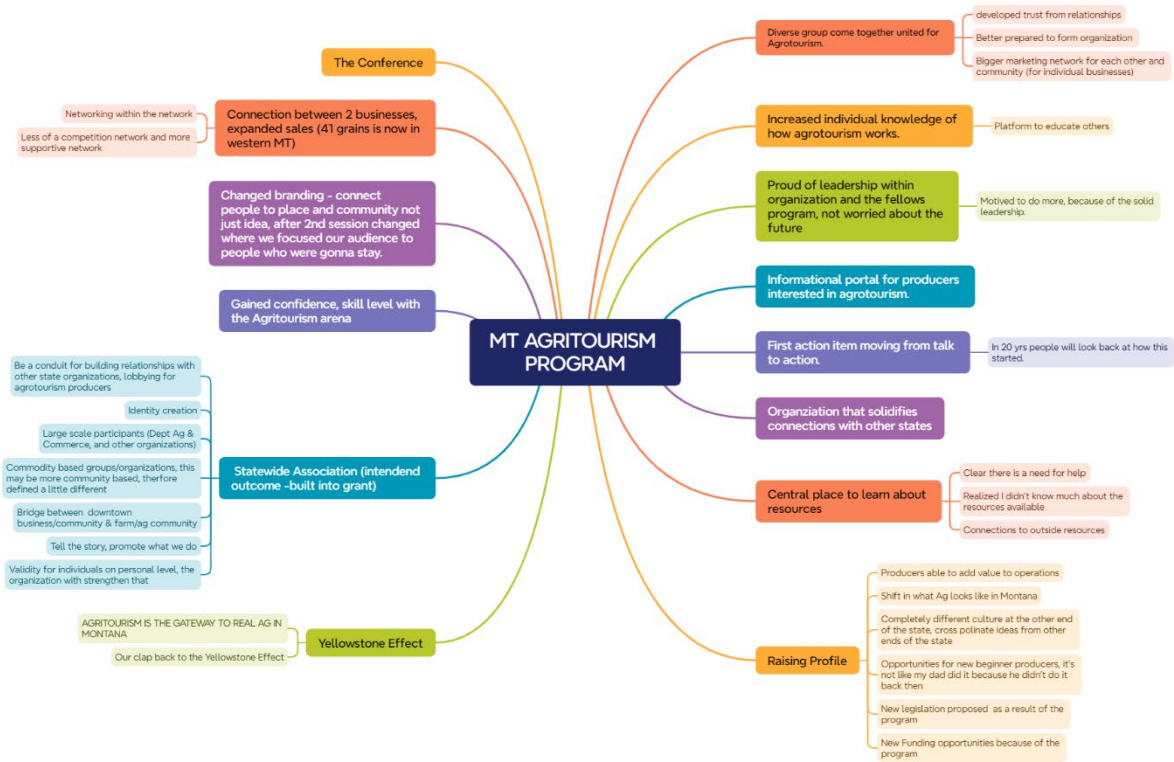 MT AGRITOURISM
PROGRAM
Diverse group come together united for
Agrotourism.
developed trust from relationships
Better prepared to form organization
Bigger marketing network for each other and
community (for individual businesses)
Increased individual knowledge of
how agrotourism works.
Platform to educate others
Proud of leadership within
organization and the fellows
program, not worried about the
future
Motived to do more, because of the solid
leadership.
Informational portal for producers
interested in agrotourism.
First action item moving from talk
to action.
In 20 yrs people will look back at how this
started.
Organziation that solidifies
connections with other states
Central place to learn about
resources
Clear there is a need for help
Realized I didn't know much about the
resources available
Connections to outside resources
Raising Profile
Producers able to add value to operations
Shift in what Ag looks like in Montana
Completely different culture at the other end
of the state, cross polinate ideas from other
ends of the state
Opportunities for new beginner producers, it's
not like my dad did it because he didn't do it
back then
New legislation proposed as a result of the
program
New Funding opportunities because of the
program
The Conference
Connection between 2 businesses,
expanded sales (41 grains is now in
western MT)
Networking within the network
Less of a competition network and more
supportive network
Changed branding - connect
people to place and community not
just idea, after 2nd session changed
where we focused our audience to
people who were gonna stay.
Gained confidence, skill level with
the Agritourism arena
Statewide Association (intendend
outcome -built into grant)
Be a conduit for building relationships with
other state organizations, lobbying for
agrotourism producers
Identity creation
Large scale participants (Dept Ag &
Commerce, and other organizations)
Commodity based groups/organizations, this
may be more community based, therfore
defined a little different
Bridge between downtown
business/community & farm/ag community
Tell the story, promote what we do
Validity for individuals on personal level, the
organization with strengthen that
Yellowstone Effect
AGRITOURISM IS THE GATEWAY TO REAL AG IN
MONTANA
Our clap back to the Yellowstone Effect